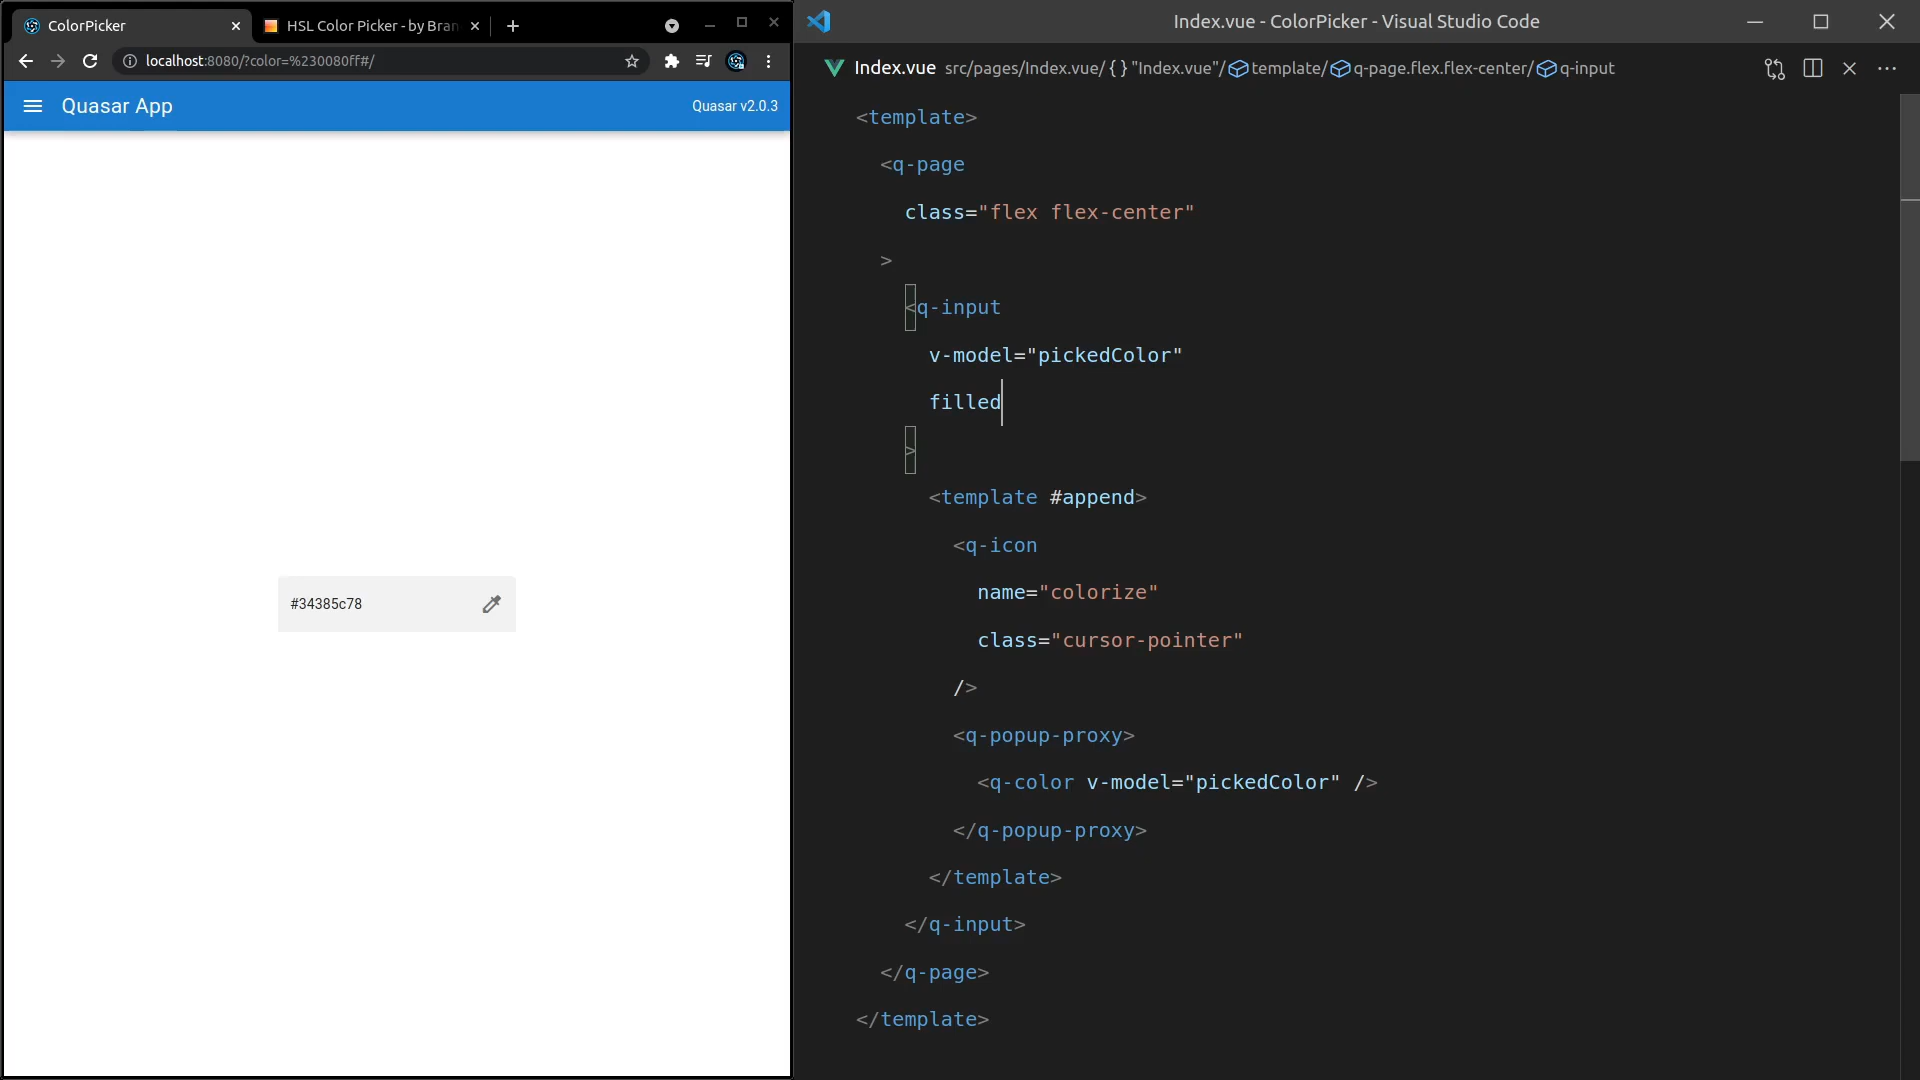 ColorPicker
HSL Color Picker - by Bran
localhost:8080/?color=%230080ff#/
Quasar App
Quasar v2.0.3
#34385c78
Index.vue - ColorPicker - Visual Studio Code
Index.vue src/pages/Index.vue/ {} "Index.vue"/ template/ q-page.flex.flex-center/ q-input
<template>
<q-page
class="flex flex-center"
>
<q-input
v-model="pickedColor"
filled
>
<template #append>
<q-icon
name="colorize"
class="cursor-pointer"
/>
<q-popup-proxy>
<q-color v-model="pickedColor" />
</q-popup-proxy>
</template>
</q-input>
</q-page>
</template>